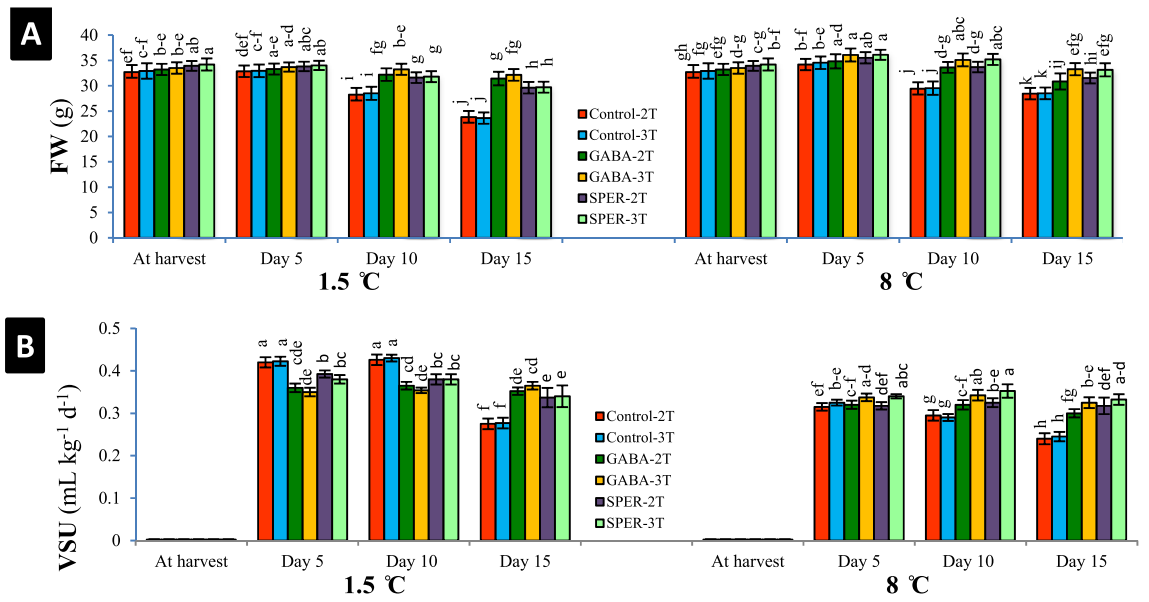 A
FW (g)
40
35
30
25
20
15
10
5
0
ef c-f b-e b-e ab a
def c-f a-e a-d abc ab
i i fg b-e g g
j j g fg h h
gh fg efg d-g c-g b-f
b-f b-e a-d a ab a
j j d-g abc d-g abc
k k ij efg hi efg
Control-2T
Control-3T
GABA-2T
GABA-3T
SPER-2T
SPER-3T
At harvest Day 5 Day 10 Day 15 At harvest Day 5 Day 10 Day 15
1.5 ℃ 8 ℃
B
VSU (mL kg-1 d-1)
0.5
0.4
0.3
0.2
0.1
0
a a cde de b bc
a a cd de bc bc
f f de cd e e
ef b-e c-f a-d def abc
g g c-f ab b-e a
h h fg b-e def a-d
Control-2T
Control-3T
GABA-2T
GABA-3T
SPER-2T
SPER-3T
At harvest Day 5 Day 10 Day 15 At harvest Day 5 Day 10 Day 15
1.5 ℃ 8 ℃